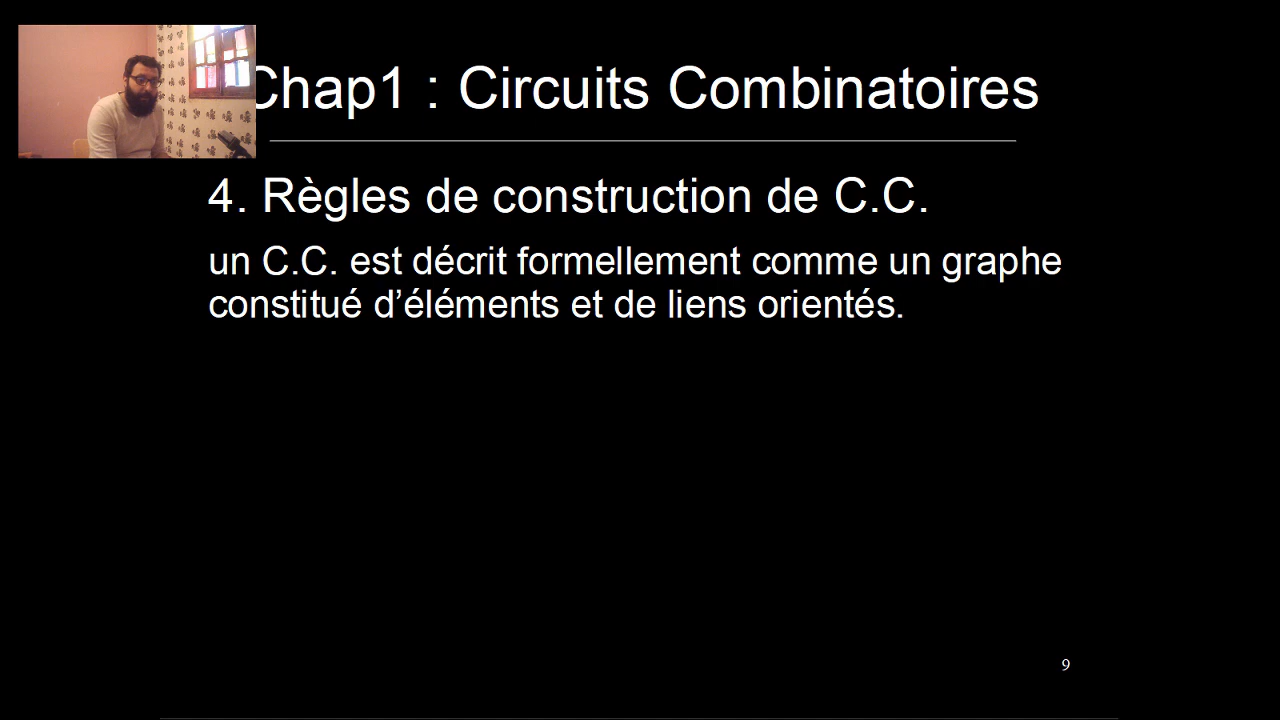 Chap1 : Circuits Combinatoires
4. Règles de construction de C.C.
un C.C. est décrit formellement comme un graphe
constitué d’éléments et de liens orientés.
9